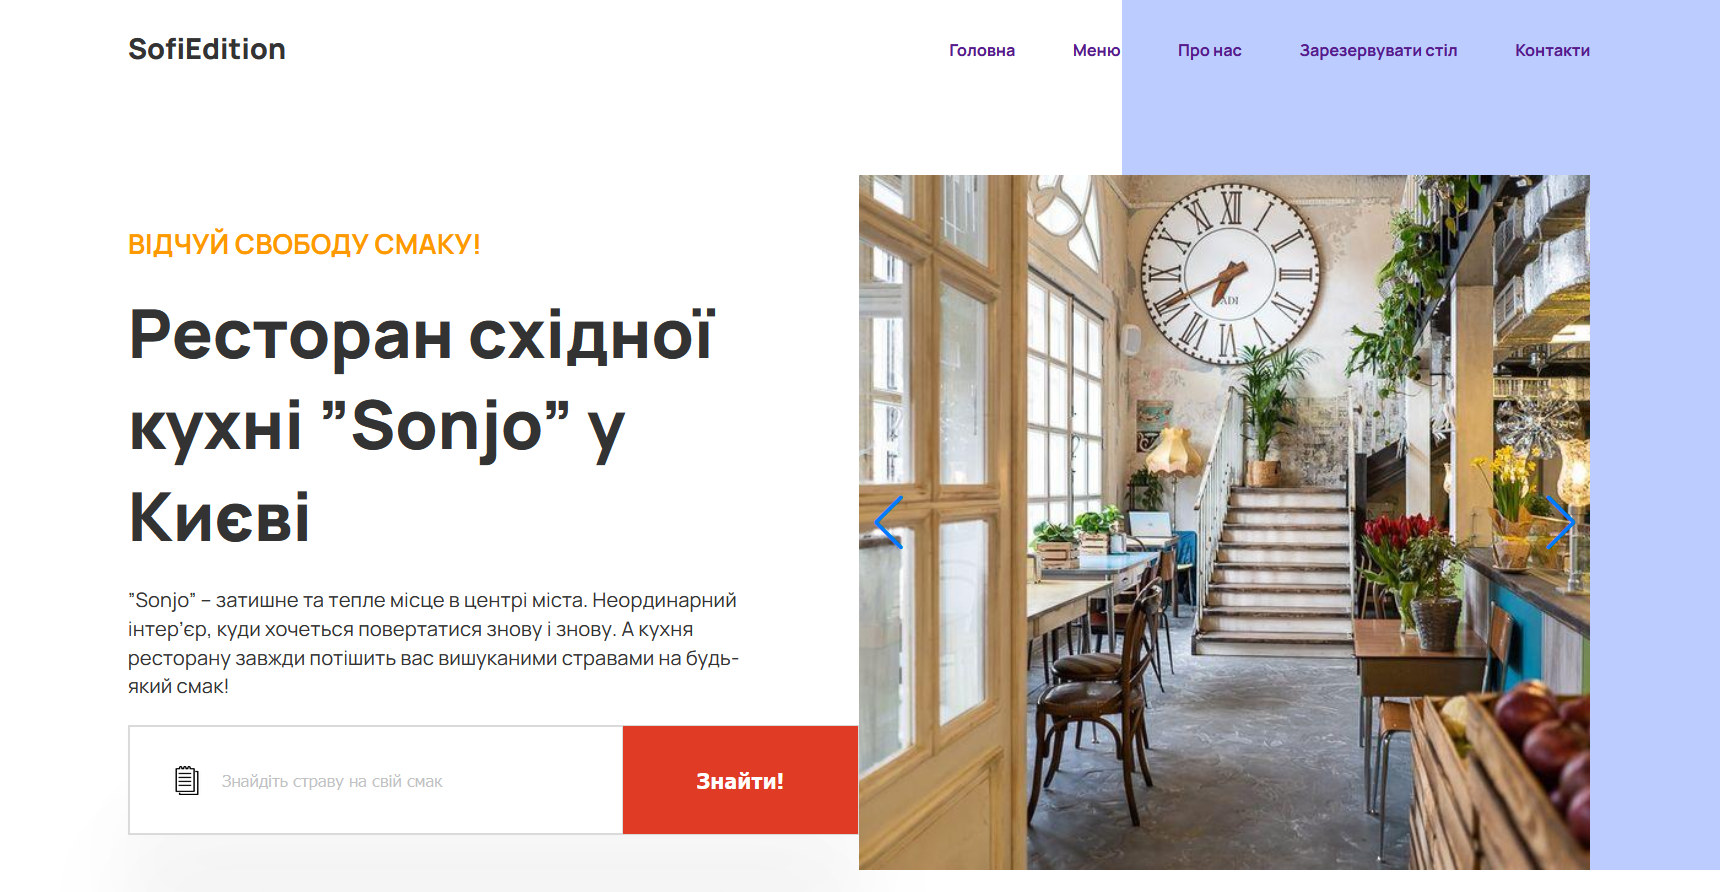 SofiEdition
Головна Меню Про нас Зарезервувати стіл Контакти
ВІДЧУЙ СВОБОДУ СМАКУ!
Ресторан східної
кухні ”Sonjo” у
Києві
”Sonjo” – затишне та тепле місце в центрі міста. Неординарний
інтер’єр, куди хочеться повертатися знову і знову. А кухня
ресторану завжди потішить вас вишуканими стравами на будь-
який смак!
Знайдіть страву на свій смак
Знайти!